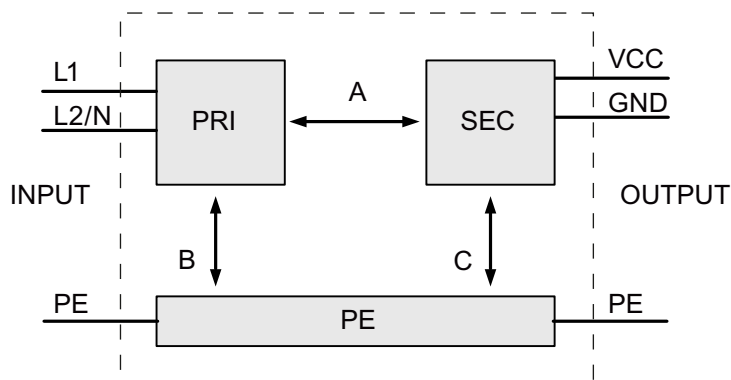 L1
VCC
A
L2/N
PRI
SEC
GND
INPUT
OUTPUT
B
C
PE
PE
PE